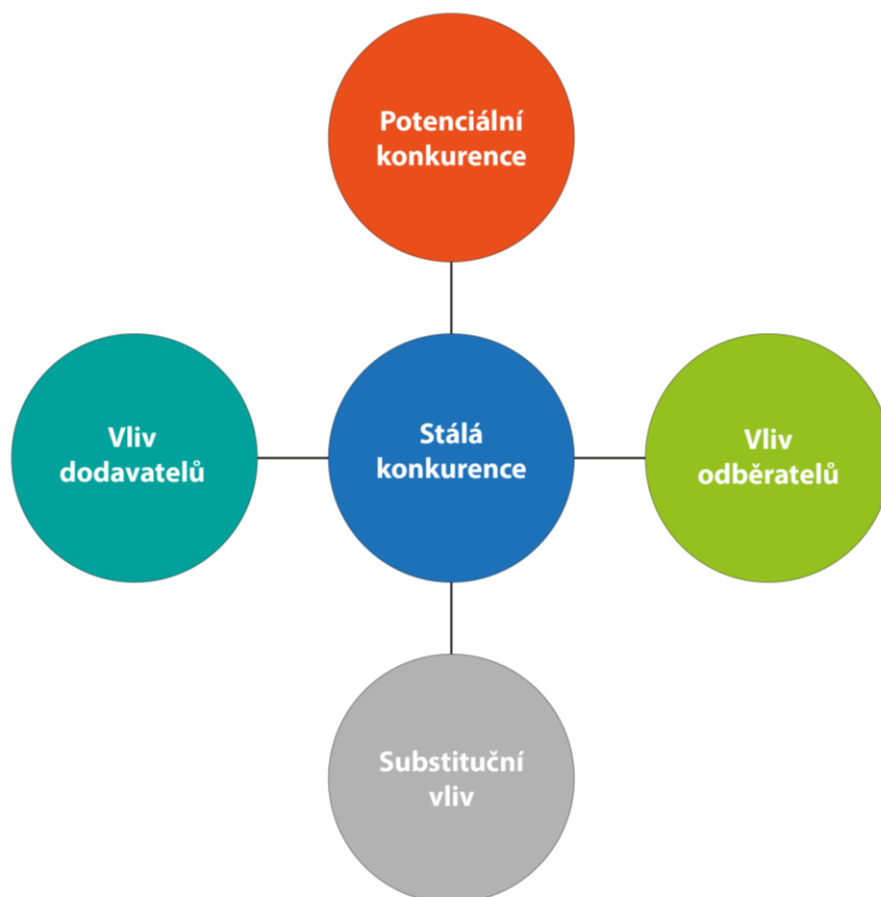 Potenciální
konkurence
Vliv
dodavatelů
Stálá
konkurence
Vliv
odběratelů
Substituční
vliv